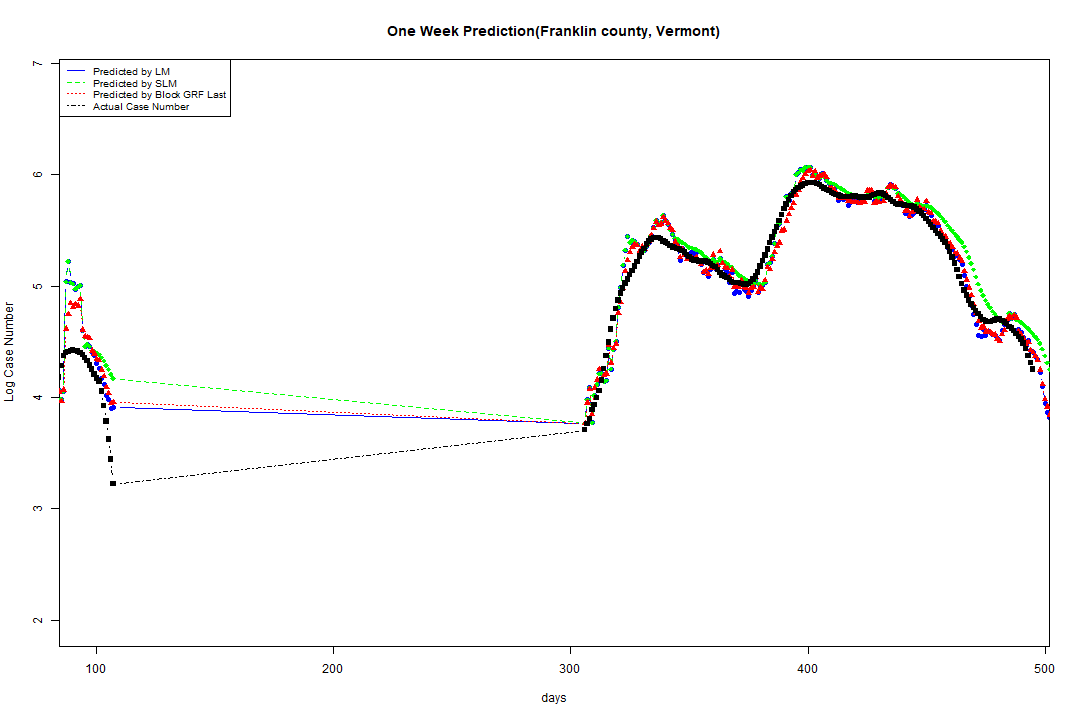 One Week Prediction(Franklin county, Vermont)
Predicted by LM
Predicted by SLM
Predicted by Block GRF Last
Actual Case Number
7
6
5
4
3
2
Log Case Number
100 200 300 400 500
days